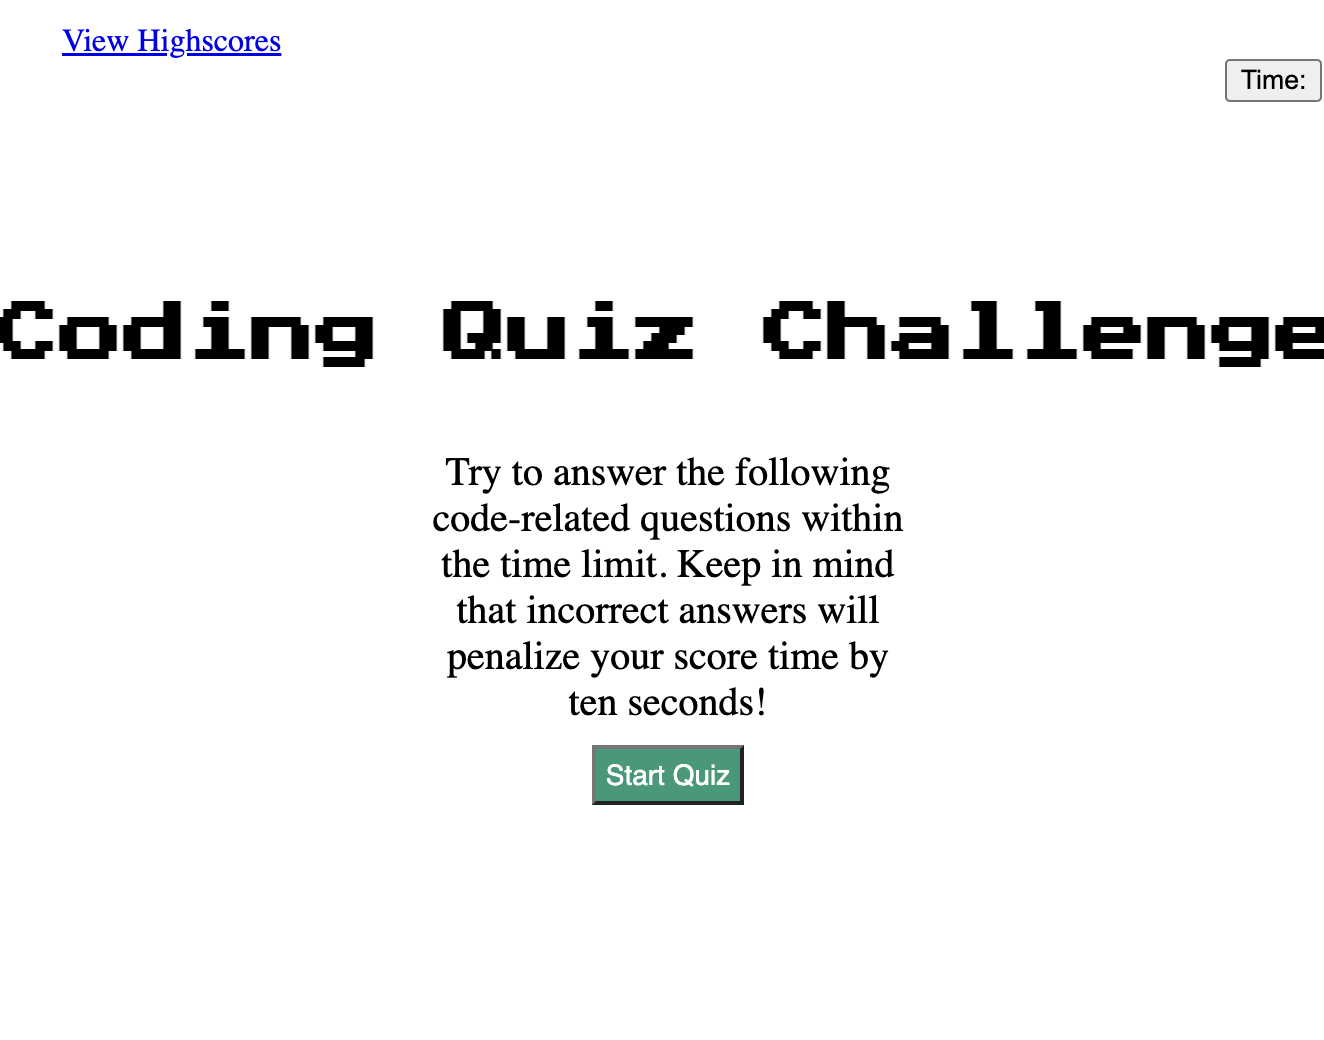 View Highscores
Time:
Coding Quiz Challenge
Try to answer the following
code-related questions within
the time limit. Keep in mind
that incorrect answers will
penalize your score time by
ten seconds!
Start Quiz